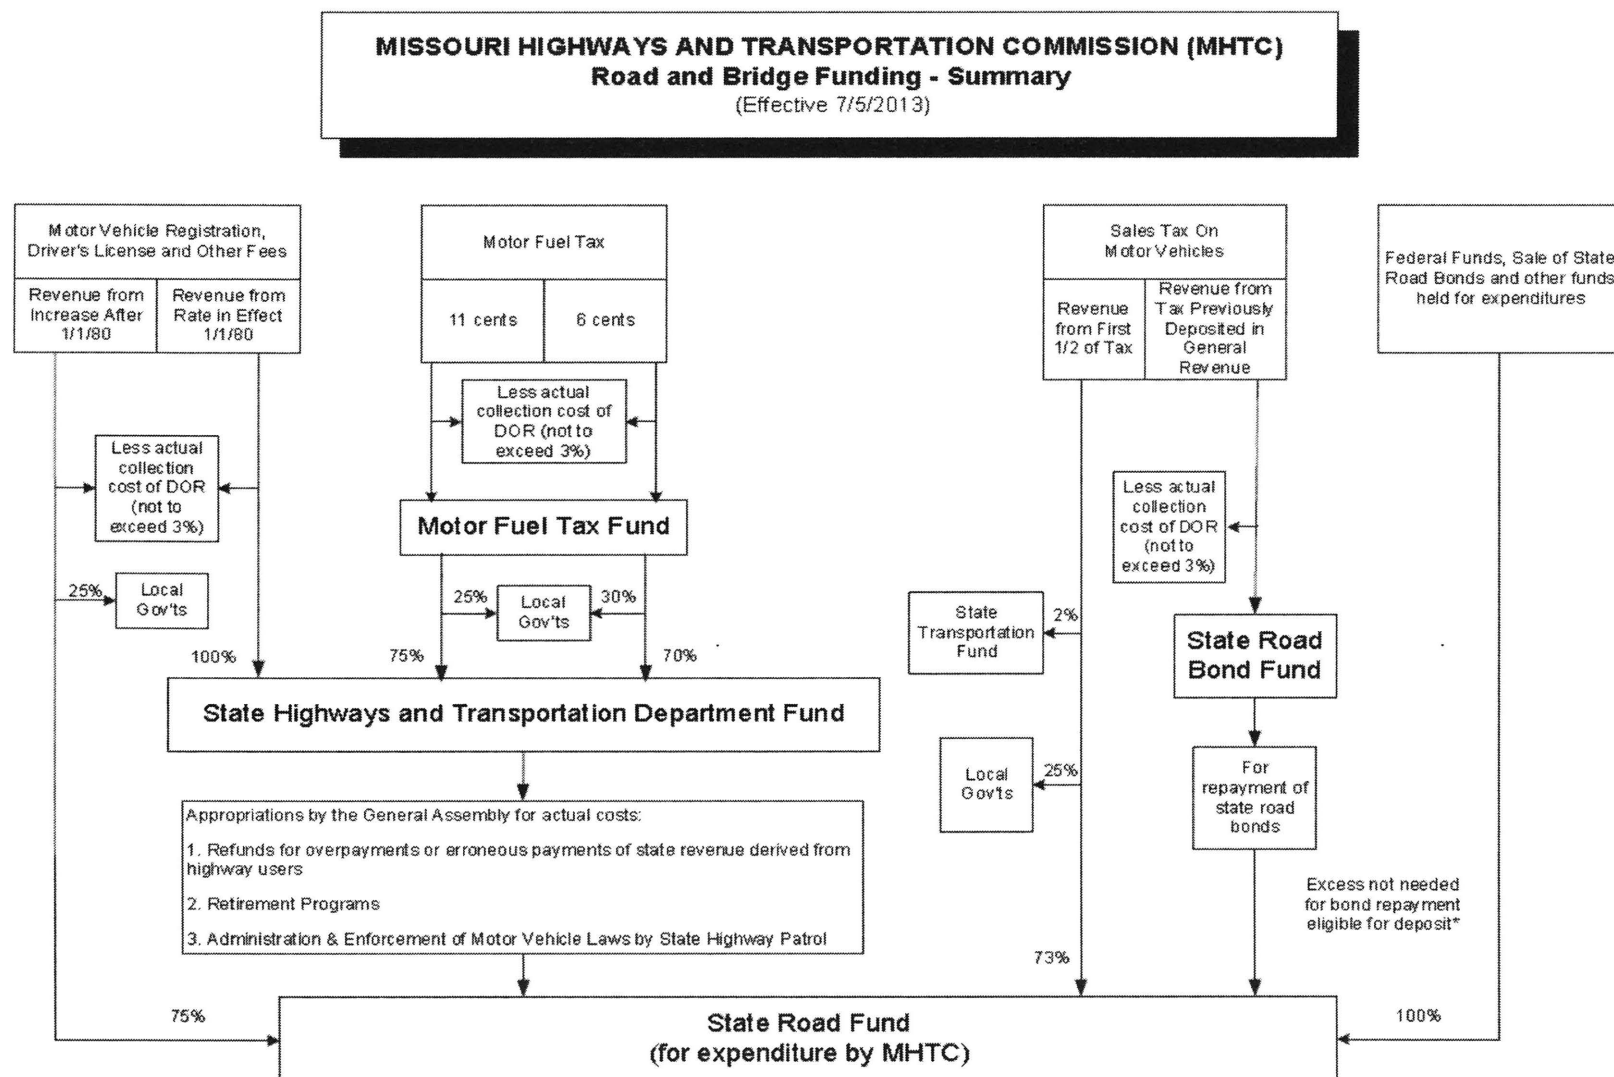 MISSOURI HIGHWAYS AND TRANSPORTATION COMMISSION (MHTC)
Road and Bridge Funding - Summary
(Effective 7/5/2013)
Motor Vehicle Registration,
Driver's License and Other Fees
Revenue from
Increase After
1/1/80
Revenue from
Rate in Effect
1/1/80
Motor Fuel Tax
11 cents
6 cents
Sales Tax On
Motor Vehicles
Revenue
from First
1/2 of Tax
Revenue from
Tax Previously
Deposited in
General
Revenue
Federal Funds, Sale of State
Road Bonds and other funds
held for expenditures
Less actual
collection
cost of DOR
(not to
exceed 3%)
Less actual
collection cost of
DOR (not to
exceed 3%)
Less actual
collection
cost of DOR
(not to
exceed 3%)
Motor Fuel Tax Fund
25%
Local
Gov'ts
25%
Local
Gov'ts
30%
State
Transportation
Fund
2%
State Road
Bond Fund
100%
75%
70%
State Highways and Transportation Department Fund
Local
Gov'ts
25%
For
repayment of
state road
bonds
Appropriations by the General Assembly for actual costs:
1. Refunds for overpayments or erroneous payments of state revenue derived from
highway users
2. Retirement Programs
3. Administration & Enforcement of Motor Vehicle Laws by State Highway Patrol
Excess not needed
for bond repayment
eligible for deposit*
73%
75%
100%
State Road Fund
(for expenditure by MHTC)